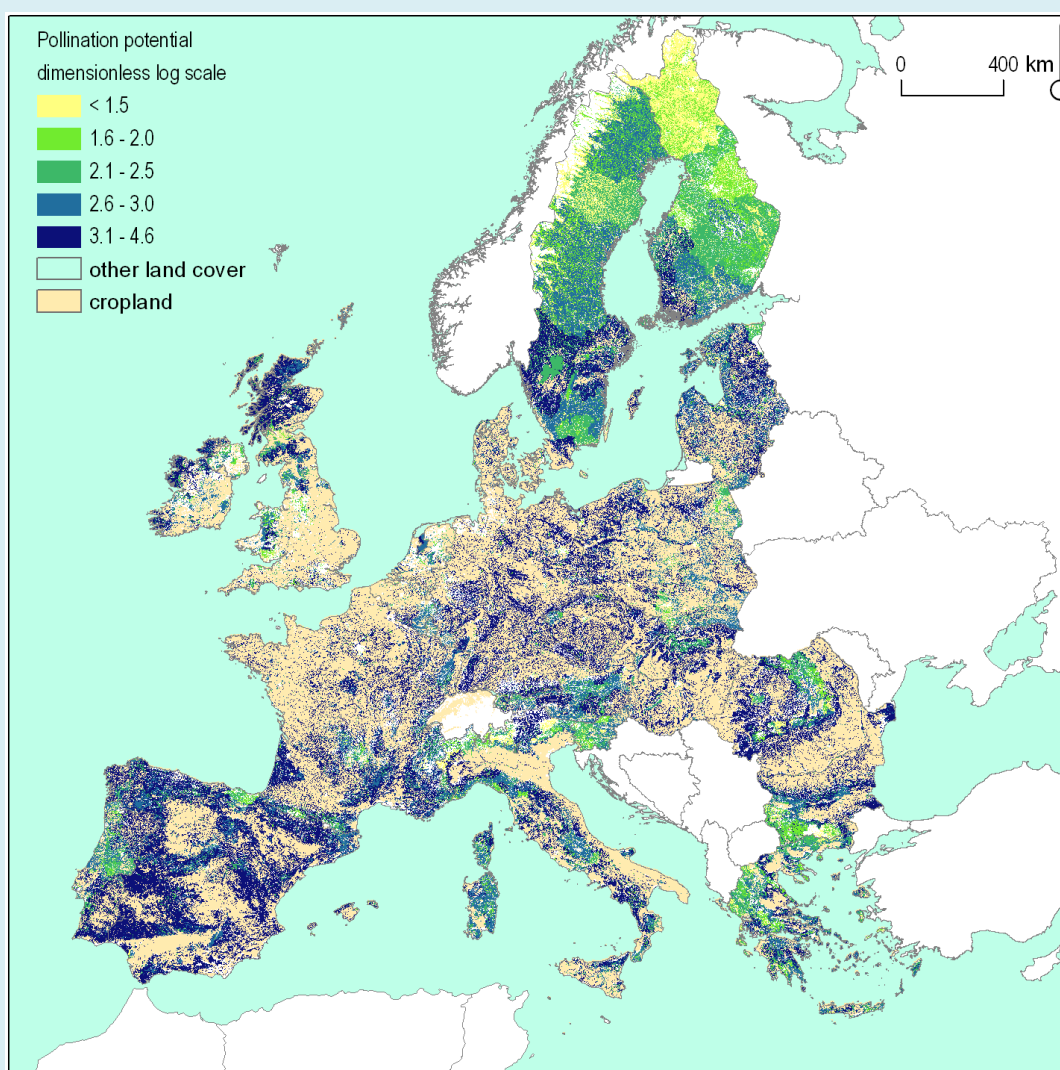 Pollination potential
dimensionless log scale
< 1.5
1.6 - 2.0
2.1 - 2.5
2.6 - 3.0
3.1 - 4.6
other land cover
cropland
0 400 km